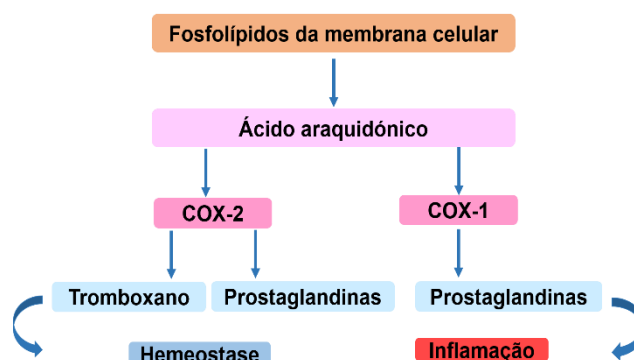 Fosfolípidos da membrana celular
Ácido araquidónico
COX-2
COX-1
Tromboxano
Prostaglandinas
Prostaglandinas
Hemeostase
Inflamação